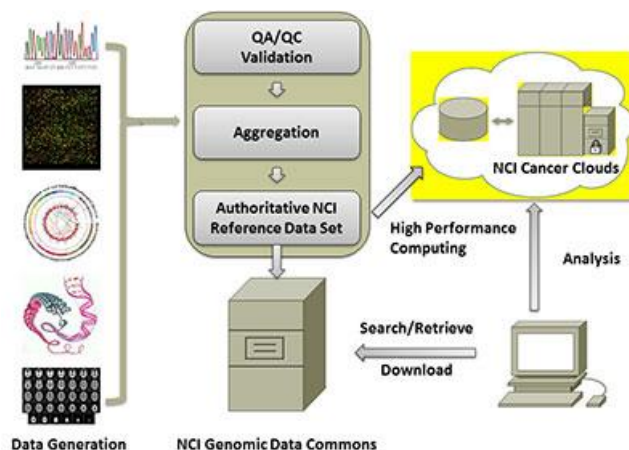 QA/QC
Validation
Aggregation
Authoritative NCI
Reference Data Set
NCI Cancer Clouds
High Performance
Computing
Analysis
Search/Retrieve
Download
Data Generation
NCI Genomic Data Commons